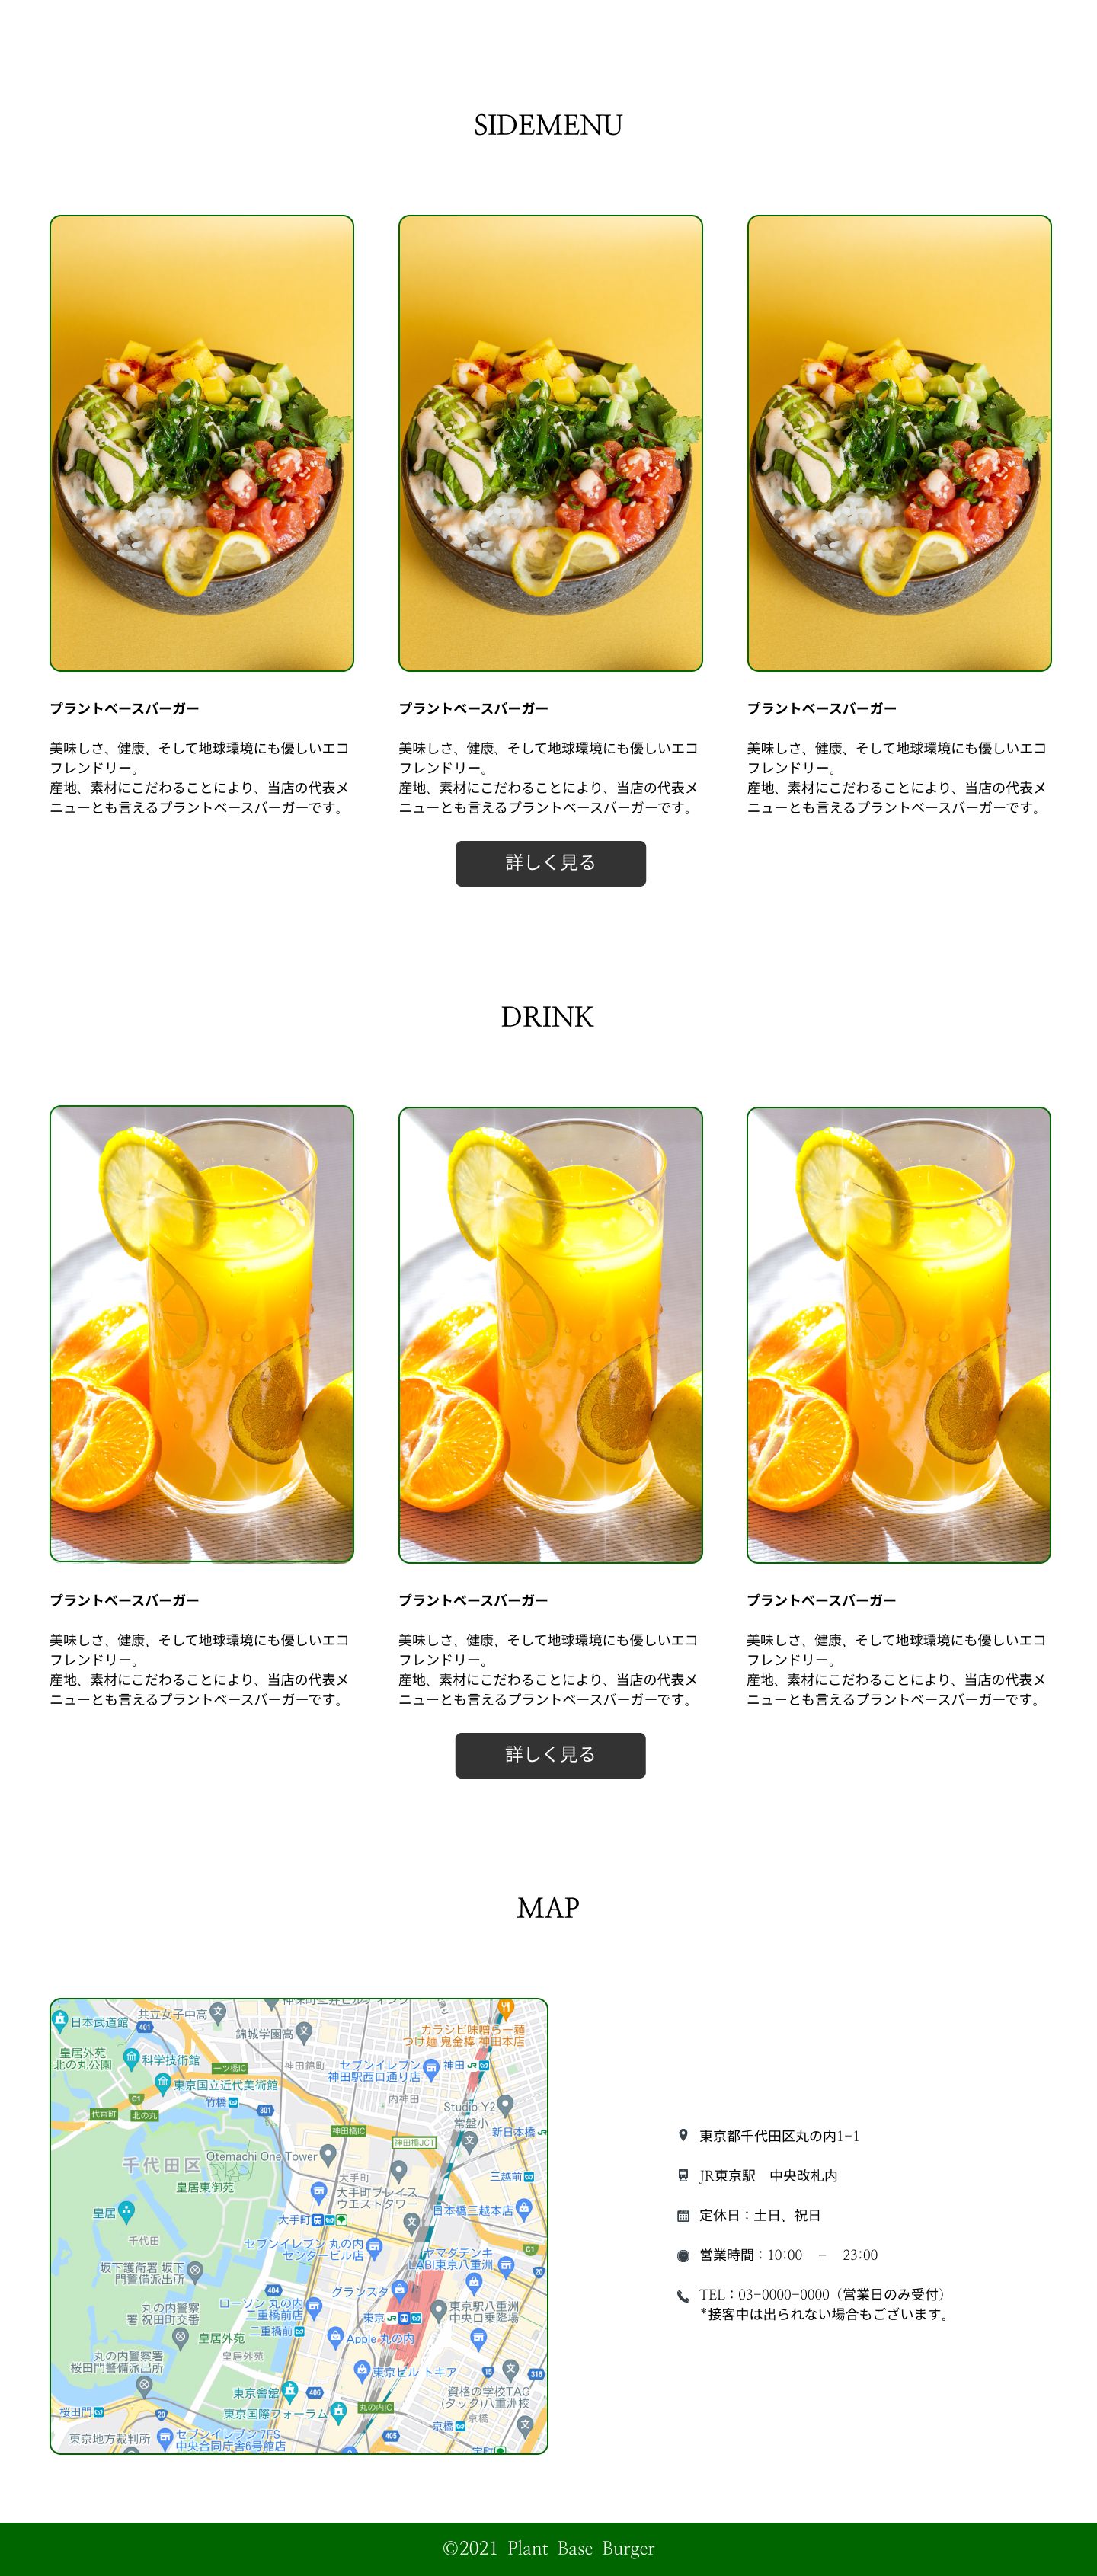 SIDEMENU
プラントベースバーガー
美味しさ、健康、そして地球環境にも優しいエコ
フレンドリー。
産地、素材にこだわることにより、当店の代表メ
ニューとも言えるプラントベースバーガーです。
プラントベースバーガー
美味しさ、健康、そして地球環境にも優しいエコ
フレンドリー。
産地、素材にこだわることにより、当店の代表メ
ニューとも言えるプラントベースバーガーです。
プラントベースバーガー
美味しさ、健康、そして地球環境にも優しいエコ
フレンドリー。
産地、素材にこだわることにより、当店の代表メ
ニューとも言えるプラントベースバーガーです。
詳しく見る
DRINK
プラントベースバーガー
美味しさ、健康、そして地球環境にも優しいエコ
フレンドリー。
産地、素材にこだわることにより、当店の代表メ
ニューとも言えるプラントベースバーガーです。
プラントベースバーガー
美味しさ、健康、そして地球環境にも優しいエコ
フレンドリー。
産地、素材にこだわることにより、当店の代表メ
ニューとも言えるプラントベースバーガーです。
プラントベースバーガー
美味しさ、健康、そして地球環境にも優しいエコ
フレンドリー。
産地、素材にこだわることにより、当店の代表メ
ニューとも言えるプラントベースバーガーです。
詳しく見る
MAP
日本武道館
共立女子中高
401
錦城学園高
カラシビ味噌らー麺
つけ麺 鬼金棒 神田本店
皇居外苑
北の丸公園
科学技術館
一ツ橋IC
神田錦町
セブンイレブン
神田駅西口通り店
神田
東京国立近代美術館
C1
竹橋
内神田
Studio Y2
代官町
北の丸
301
常盤小
神田橋IC
神田橋JCT
新日本橋
千代田区
Otemachi One Tower
皇居東御苑
大手町
三越前
大手町プレイス
ウエストタワー
皇居
大手町
日本橋三越本店
千代田
セブンイレブン 丸の内
センタービル店
ヤマダデンキ
LABI東京八重洲
C1
20
坂下護衛署 坂下
門警備派出所
404
グランスタ
ローソン 丸の内
二重橋前店
東京駅八重洲
中央口乗降場
丸の内警察
署 祝田町交番
東京
二重橋前
皇居外苑
Apple 丸の内
皇居外苑
丸の内警察署
桜田門警備派出所
東京ビル トキア
15
316
資格の学校TAC
(タック)八重洲校
東京會舘
406
桜田門
20
東京国際フォーラム
丸の内IC
京橋
京橋
東京地方裁判所
セブンイレブン 7FS
中央合同庁舎6号館店
405
東京都千代田区丸の内1-1
JR東京駅　中央改札内
定休日：土日、祝日
営業時間：10:00　-　23:00
TEL：03-0000-0000（営業日のみ受付）
*接客中は出られない場合もございます。
©2021 Plant Base Burger